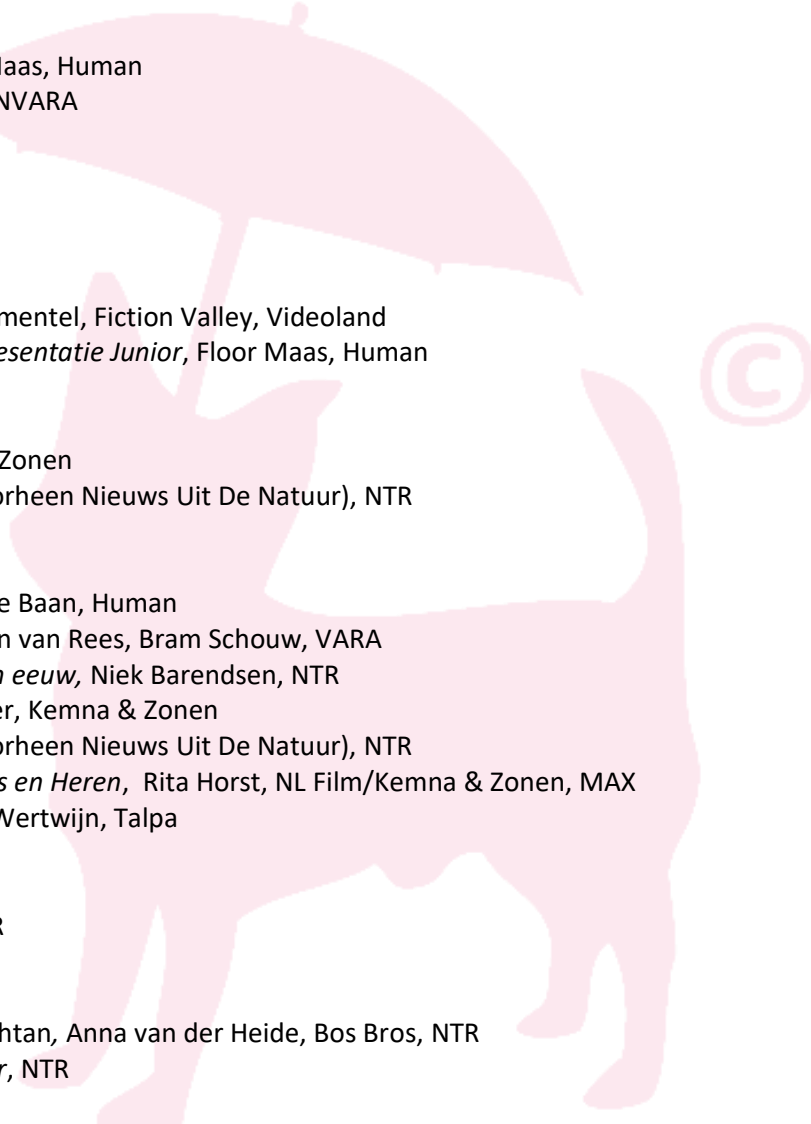 aas, Human
NVARA
mentel, Fiction Valley, Videoland
esentatie Junior, Floor Maas, Human
Zonen
orheen Nieuws Uit De Natuur), NTR
e Baan, Human
n van Rees, Bram Schouw, VARA
n eeuw, Niek Barendsen, NTR
er, Kemna & Zonen
orheen Nieuws Uit De Natuur), NTR
s en Heren, Rita Horst, NL Film/Kemna & Zonen, MAX
Wertwijn, Talpa
R
htan, Anna van der Heide, Bos Bros, NTR
r, NTR
©